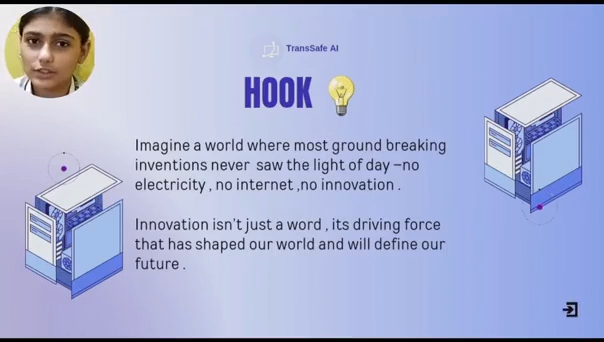 TransSafe AI
HOOK
Imagine a world where most ground breaking
inventions never saw the light of day –no
electricity , no internet ,no innovation .
Innovation isn't just a word , its driving force
that has shaped our world and will define our
future .